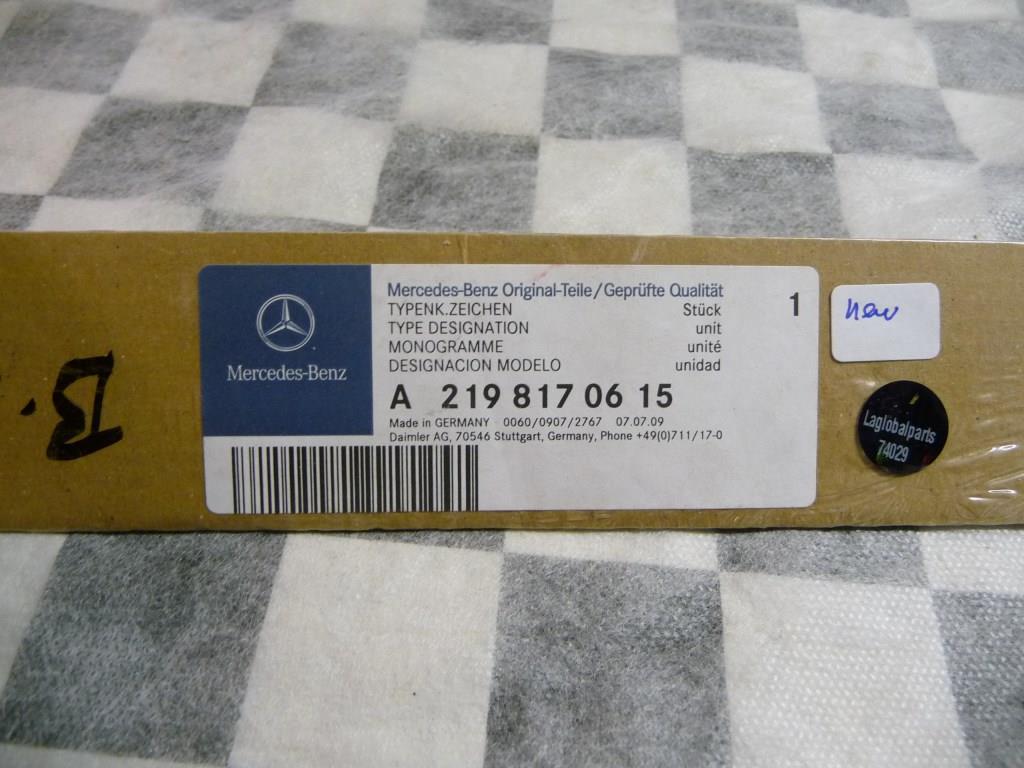 Mercedes-Benz Original-Teile/Geprüfte Qualität
TYPENK.ZEICHEN Stück 1
TYPE DESIGNATION unit
MONOGRAMME unité
DESIGNACION MODELO unidad
A 219 817 06 15
Made in GERMANY 0060/0907/2767 07.07.09
Daimler AG, 70546 Stuttgart, Germany, Phone +49(0)711/17-0
Mercedes-Benz
new
Laglobalparts
74029